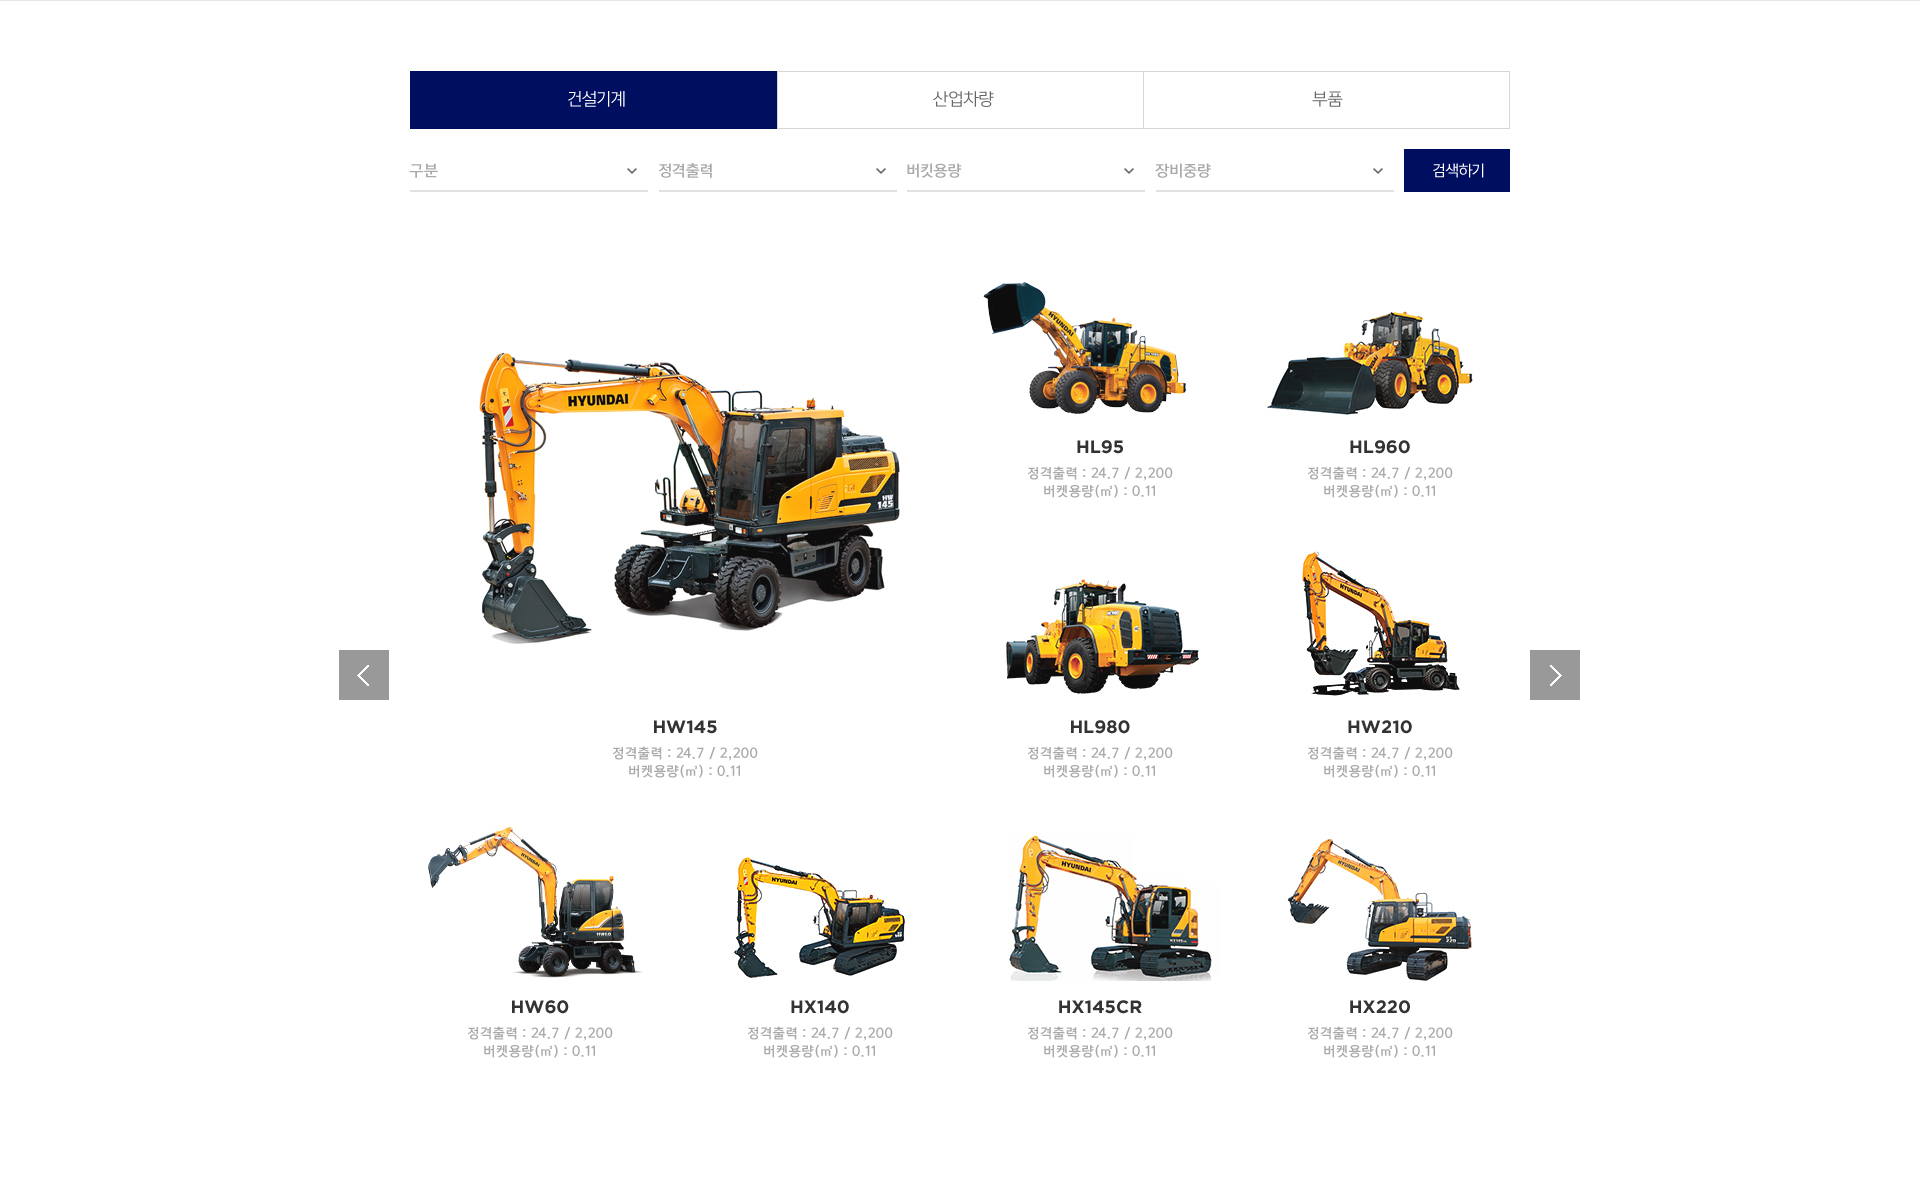 건설기계
산업차량
부품
구분
정격출력
버킷용량
장비중량
검색하기
HYUNDAI
HW
145
HYUNDAI
HL95
정격출력 : 24.7 / 2,200
버켓용량(㎥) : 0.11
HL960
정격출력 : 24.7 / 2,200
버켓용량(㎥) : 0.11
HYUNDAI
HW145
정격출력 : 24.7 / 2,200
버켓용량(㎥) : 0.11
HL980
정격출력 : 24.7 / 2,200
버켓용량(㎥) : 0.11
HW210
정격출력 : 24.7 / 2,200
버켓용량(㎥) : 0.11
HYUNDAI
HW60
HW60
정격출력 : 24.7 / 2,200
버켓용량(㎥) : 0.11
HYUNDAI
HX140
정격출력 : 24.7 / 2,200
버켓용량(㎥) : 0.11
HYUNDAI
HX145CR
정격출력 : 24.7 / 2,200
버켓용량(㎥) : 0.11
HYUNDAI
220
HX220
정격출력 : 24.7 / 2,200
버켓용량(㎥) : 0.11